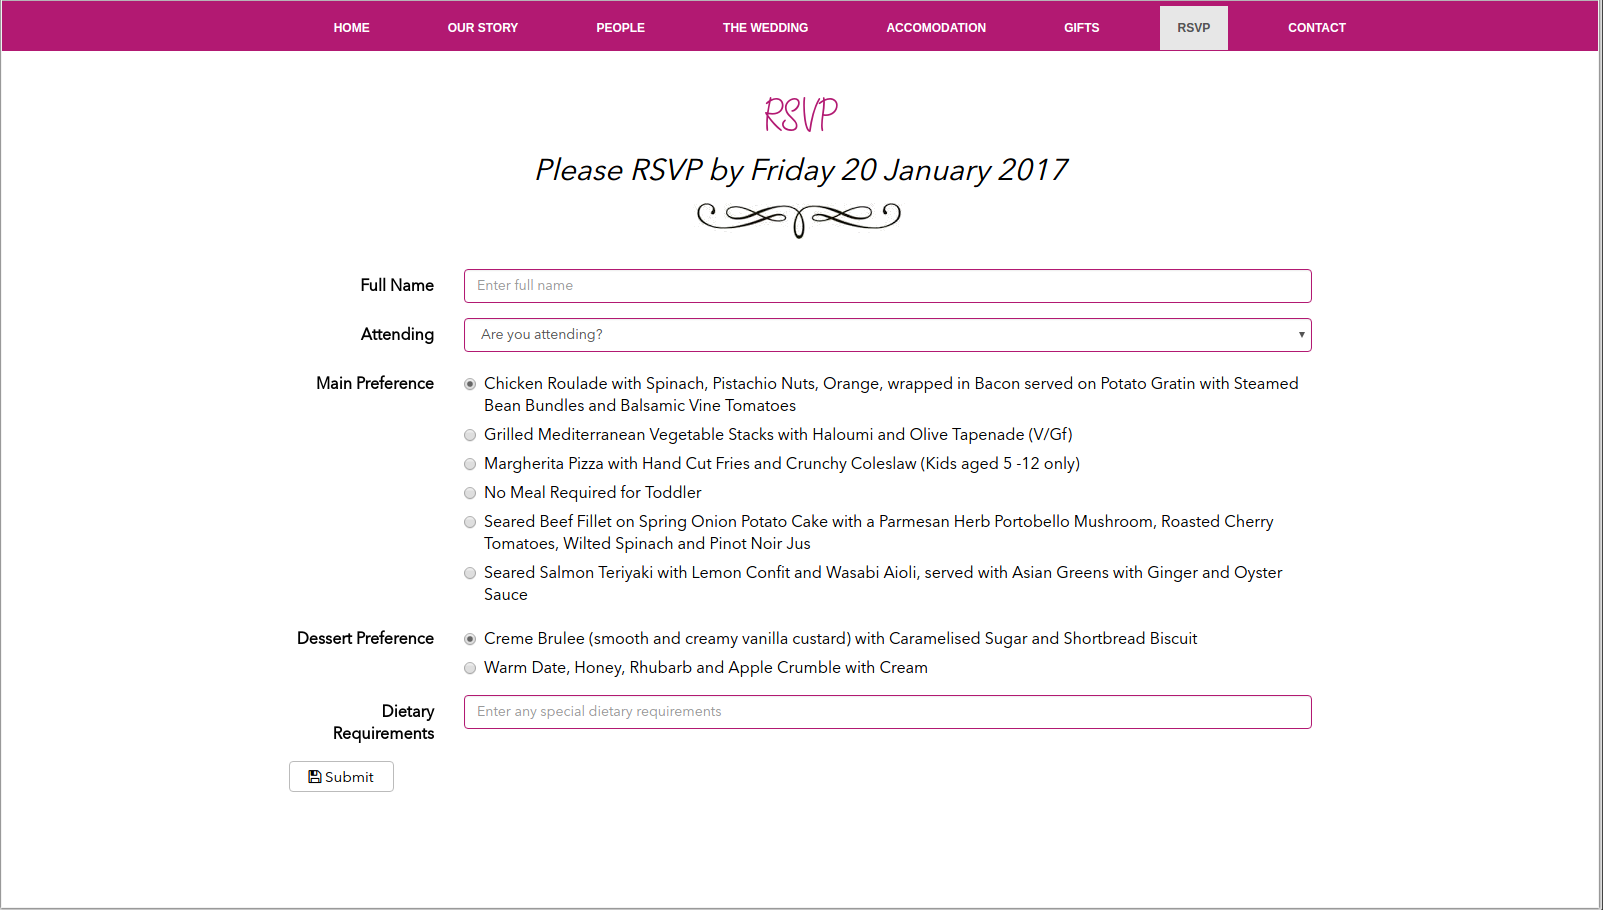 HOME OUR STORY PEOPLE THE WEDDING ACCOMODATION GIFTS RSVP CONTACT
RSVP
Please RSVP by Friday 20 January 2017
Full Name Enter full name
Attending Are you attending?
Main Preference Chicken Roulade with Spinach, Pistachio Nuts, Orange, wrapped in Bacon served on Potato Gratin with Steamed
Bean Bundles and Balsamic Vine Tomatoes
Grilled Mediterranean Vegetable Stacks with Haloumi and Olive Tapenade (V/Gf)
Margherita Pizza with Hand Cut Fries and Crunchy Coleslaw (Kids aged 5 -12 only)
No Meal Required for Toddler
Seared Beef Fillet on Spring Onion Potato Cake with a Parmesan Herb Portobello Mushroom, Roasted Cherry
Tomatoes, Wilted Spinach and Pinot Noir Jus
Seared Salmon Teriyaki with Lemon Confit and Wasabi Aioli, served with Asian Greens with Ginger and Oyster
Sauce
Dessert Preference Creme Brulee (smooth and creamy vanilla custard) with Caramelised Sugar and Shortbread Biscuit
Warm Date, Honey, Rhubarb and Apple Crumble with Cream
Dietary Enter any special dietary requirements
Requirements
Submit